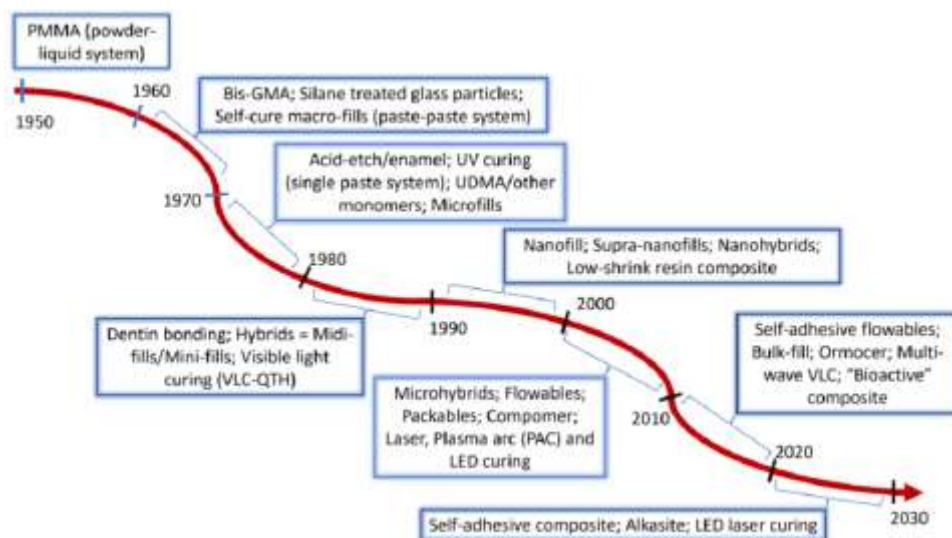 PMMA (powder-
liquid system)
1950
1960
Bis-GMA; Silane treated glass particles;
Self-cure macro-fills (paste-paste system)
Acid-etch/enamel; UV curing
(single paste system); UDMA/other
monomers; Microfills
1970
1980
Nanofill; Supra-nanofills; Nanohybrids;
Low-shrink resin composite
1990
2000
Dentin bonding; Hybrids = Midi-
fills/Mini-fills; Visible light
curing (VLC-QTH)
Self-adhesive flowables;
Bulk-fill; Ormocer; Multi-
wave VLC; "Bioactive"
composite
Microhybrids; Flowables;
Packables; Compomer;
Laser, Plasma arc (PAC) and
LED curing
2010
2020
Self-adhesive composite; Alkasite; LED laser curing
2030